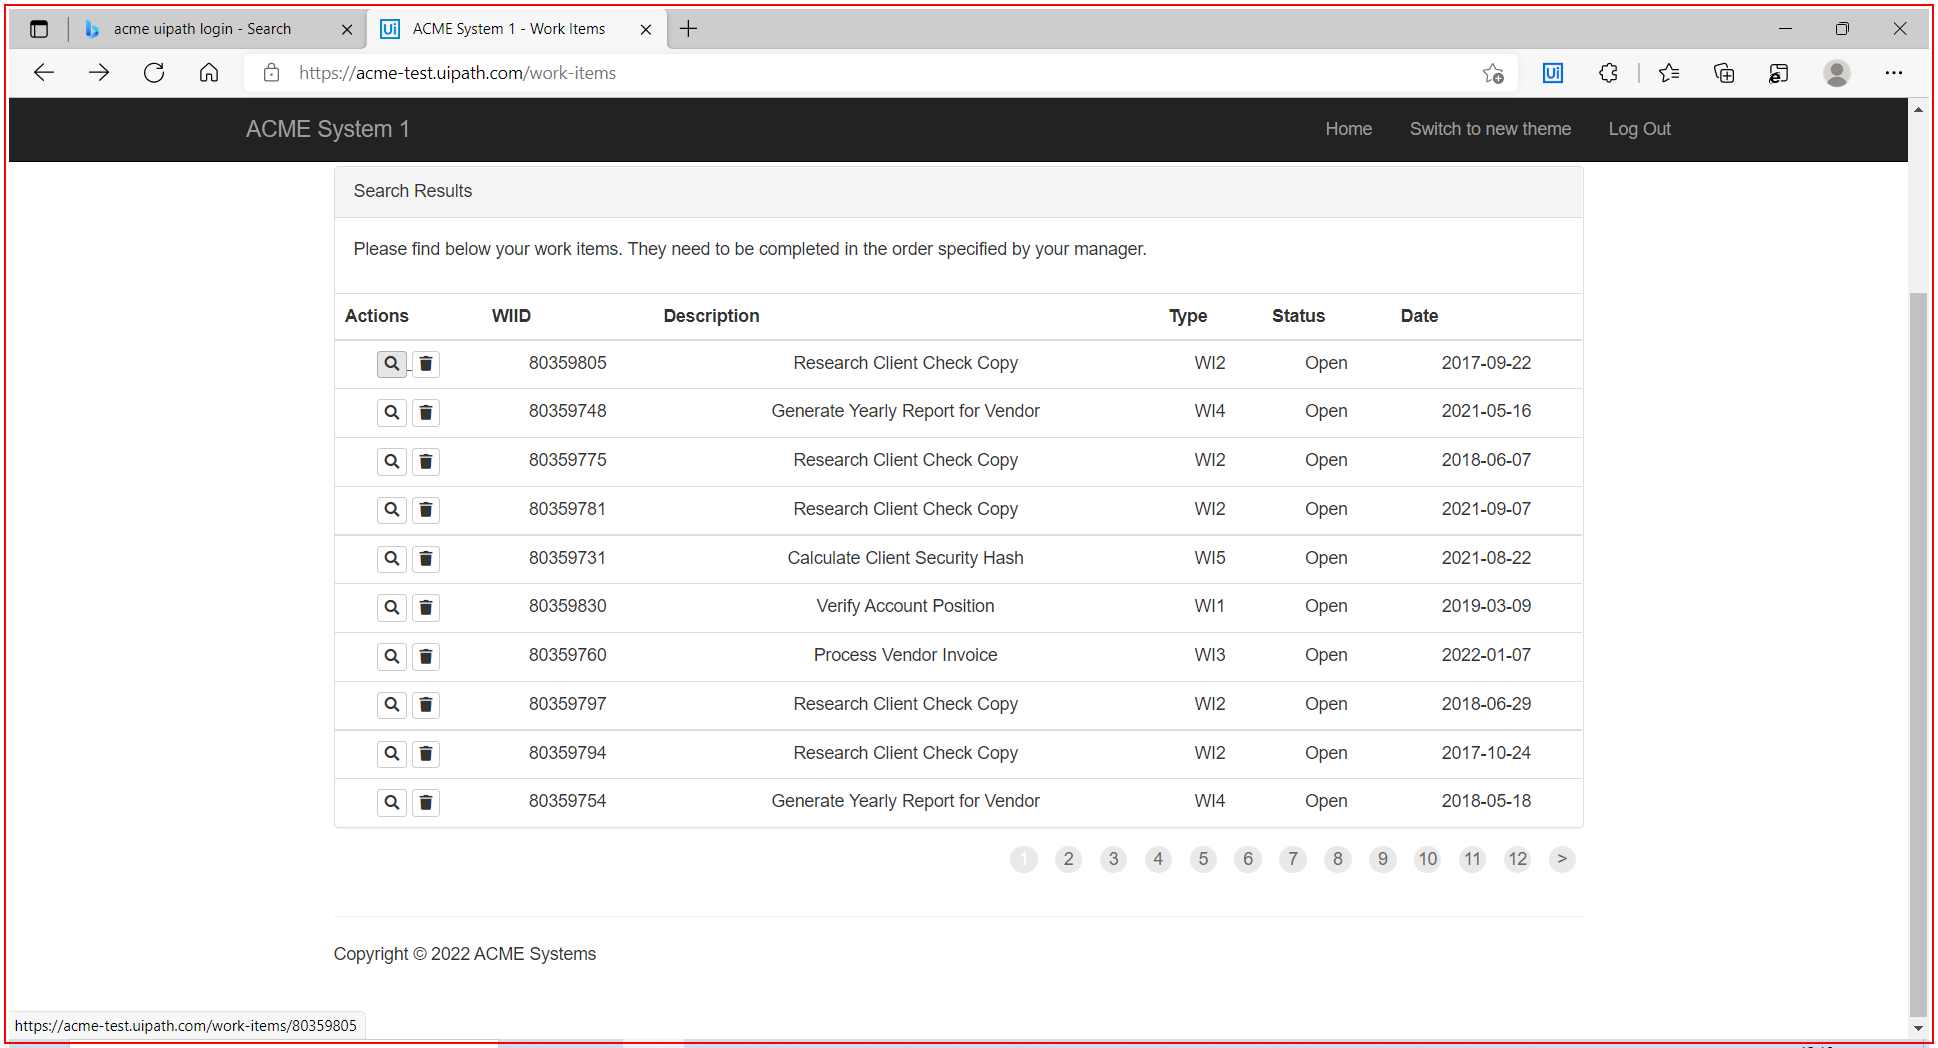 acme uipath login - Search
Ui ACME System 1 - Work Items
https://acme-test.uipath.com/work-items
Ui
ACME System 1 Home Switch to new theme Log Out
Search Results
Please find below your work items. They need to be completed in the order specified by your manager.
Actions WIID Description Type Status Date
80359805 Research Client Check Copy WI2 Open 2017-09-22
80359748 Generate Yearly Report for Vendor WI4 Open 2021-05-16
80359775 Research Client Check Copy WI2 Open 2018-06-07
80359781 Research Client Check Copy WI2 Open 2021-09-07
80359731 Calculate Client Security Hash WI5 Open 2021-08-22
80359830 Verify Account Position WI1 Open 2019-03-09
80359760 Process Vendor Invoice WI3 Open 2022-01-07
80359797 Research Client Check Copy WI2 Open 2018-06-29
80359794 Research Client Check Copy WI2 Open 2017-10-24
80359754 Generate Yearly Report for Vendor WI4 Open 2018-05-18
1 2 3 4 5 6 7 8 9 10 11 12 >
Copyright © 2022 ACME Systems
https://acme-test.uipath.com/work-items/80359805